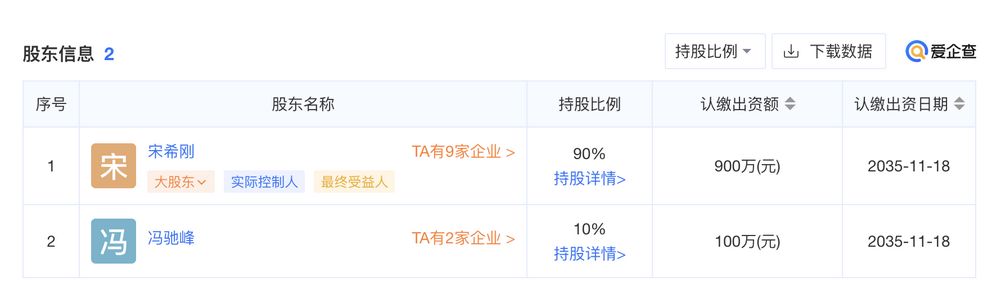 股东信息 2
持股比例 下载数据 爱企查
序号 股东名称 持股比例 认缴出资额 认缴出资日期
1 宋 宋希刚 TA有9家企业 > 90% 900万(元) 2035-11-18
大股东 实际控制人 最终受益人 持股详情>
2 冯 冯驰峰 TA有2家企业 > 10% 100万(元) 2035-11-18
持股详情>